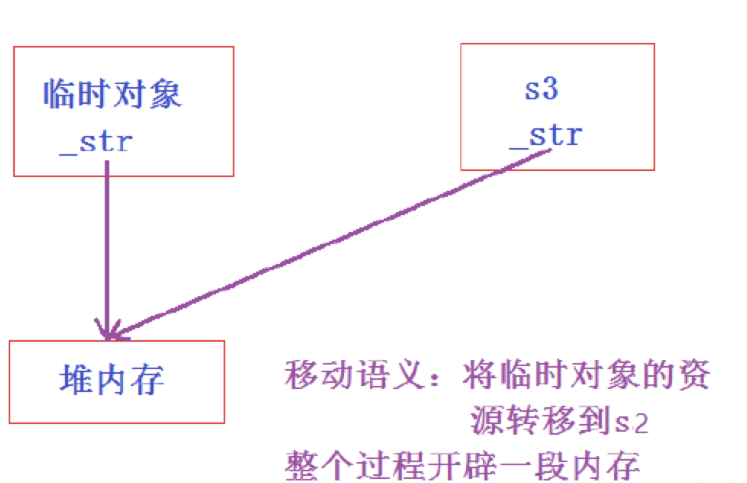 临时对象
_str
s3
_str
堆内存
移动语义：将临时对象的资
源转移到s2
整个过程开辟一段内存